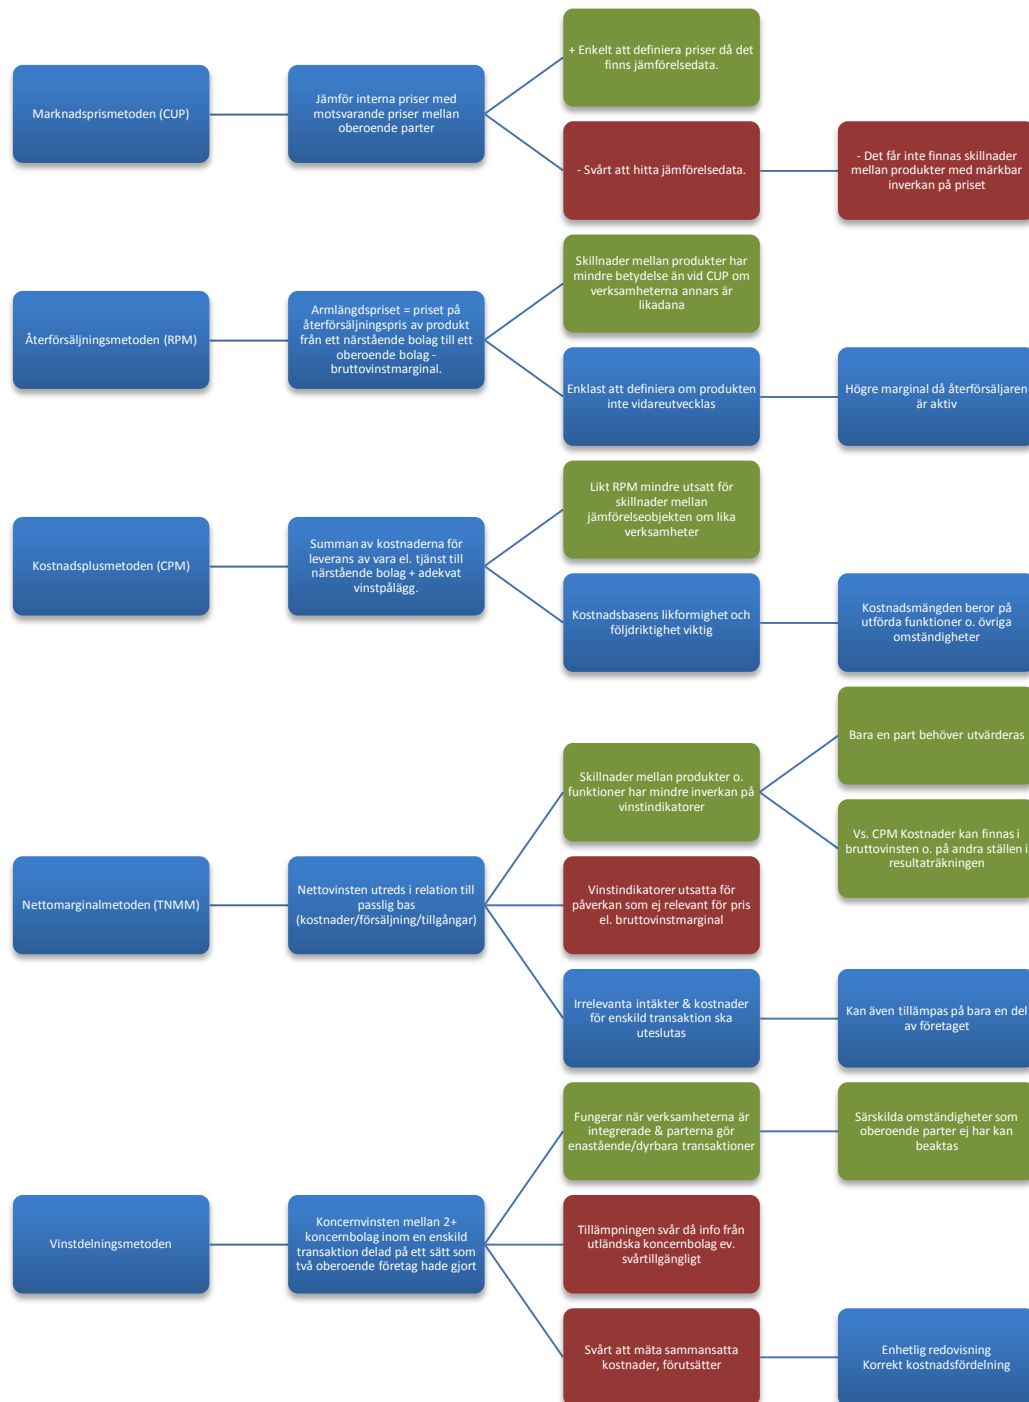 Marknadsprismetoden (CUP)
Jämför interna priser med
motsvarande priser mellan
oberoende parter
+ Enkelt att definiera priser då det
finns jämförelsedata.
- Svårt att hitta jämförelsedata.
- Det får inte finnas skillnader
mellan produkter med märkbar
inverkan på priset
Återförsäljningsmetoden (RPM)
Armlängdspriset = priset på
återförsäljningspris av produkt
från ett närstående bolag till ett
oberoende bolag -
bruttovinstmarginal.
Skillnader mellan produkter har
mindre betydelse än vid CUP om
verksamheterna annars är
likadana
Enklast att definiera om produkten
inte vidareutvecklas
Högre marginal då återförsäljaren
är aktiv
Kostnadsplusmetoden (CPM)
Summan av kostnaderna för
leverans av vara el. tjänst till
närstående bolag + adekvat
vinstpålägg.
Likt RPM mindre utsatt för
skillnader mellan
jämförelseobjekten om lika
verksamheter
Kostnadsbasens likformighet och
följdriktighet viktig
Kostnadsmängden beror på
utförda funktioner o. övriga
omständigheter
Nettomarginalmetoden (TNMM)
Nettovinsten utreds i relation till
passlig bas
(kostnader/försäljning/tillgångar)
Skillnader mellan produkter o.
funktioner har mindre inverkan på
vinstindikatorer
Bara en part behöver utvärderas
Vs. CPM Kostnader kan finnas i
bruttovinsten o. på andra ställen i
resultaträkningen
Vinstindikatorer utsatta för
påverkan som ej relevant för pris
el. bruttovinstmarginal
Irrelevanta intäkter & kostnader
för enskild transaktion ska
uteslutas
Kan även tillämpas på bara en del
av företaget
Vinstdelningsmetoden
Koncernvinsten mellan 2+
koncernbolag inom en enskild
transaktion delad på ett sätt som
två oberoende företag hade gjort
Fungerar när verksamheterna är
integrerade & parterna gör
enastående/dyrbara transaktioner
Särskilda omständigheter som
oberoende parter ej har kan
beaktas
Tillämpningen svår då info från
utländska koncernbolag ev.
svårtillgängligt
Svårt att mäta sammansatta
kostnader, förutsätter
Enhetlig redovisning
Korrekt kostnadsfördelning